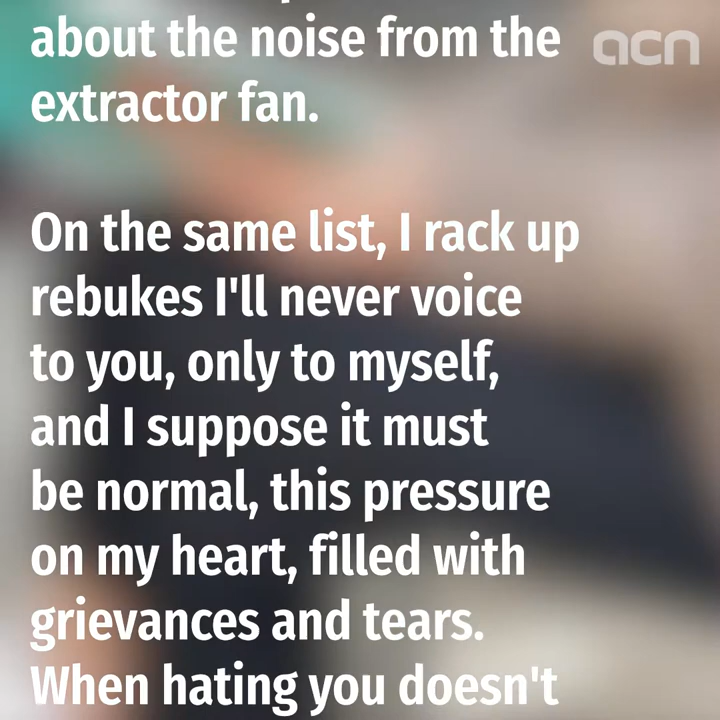 about the noise from the
acn
extractor fan.
On the same list, I rack up
rebukes I'll never voice
to you, only to myself,
and I suppose it must
be normal, this pressure
on my heart, filled with
grievances and tears.
When hating you doesn't